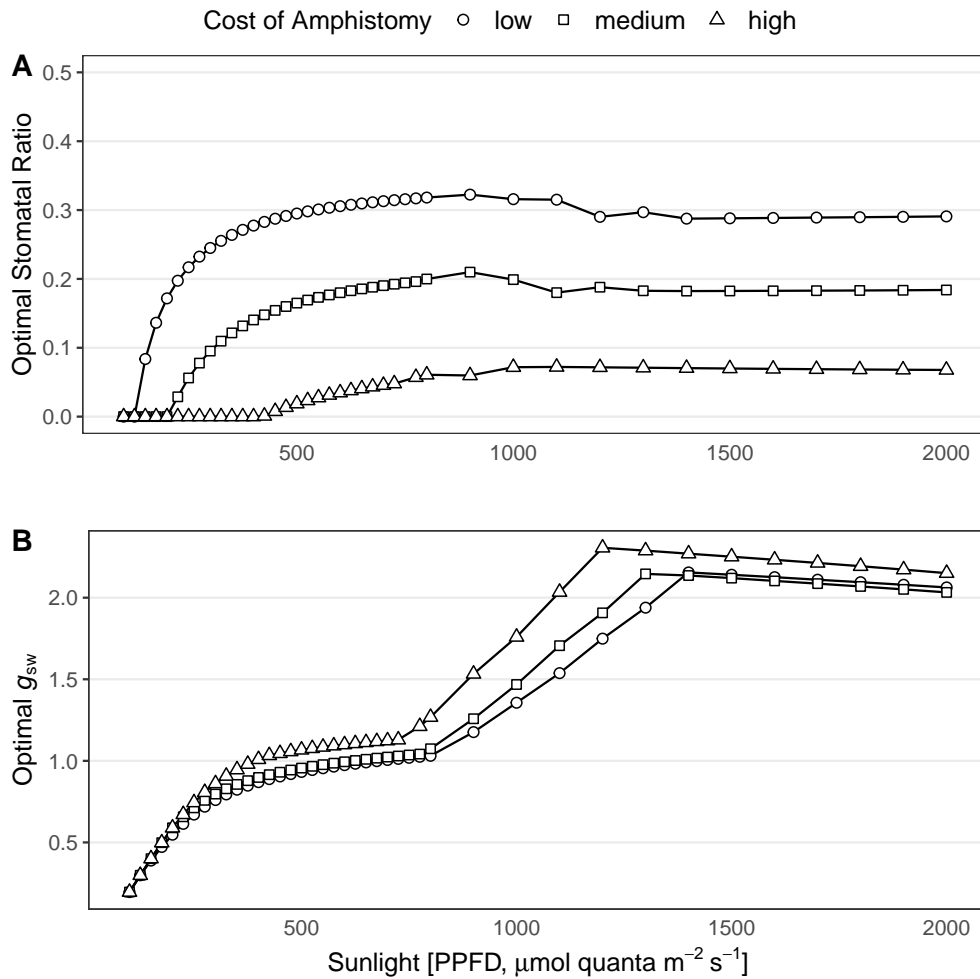 Cost of Amphistomy low medium high
A
Optimal Stomatal Ratio
0.5
0.4
0.3
0.2
0.1
0.0
500 1000 1500 2000
B
Optimal gsw
2.0
1.5
1.0
0.5
500 1000 1500 2000
Sunlight [PPFD, μmol quanta m⁻² s⁻¹]